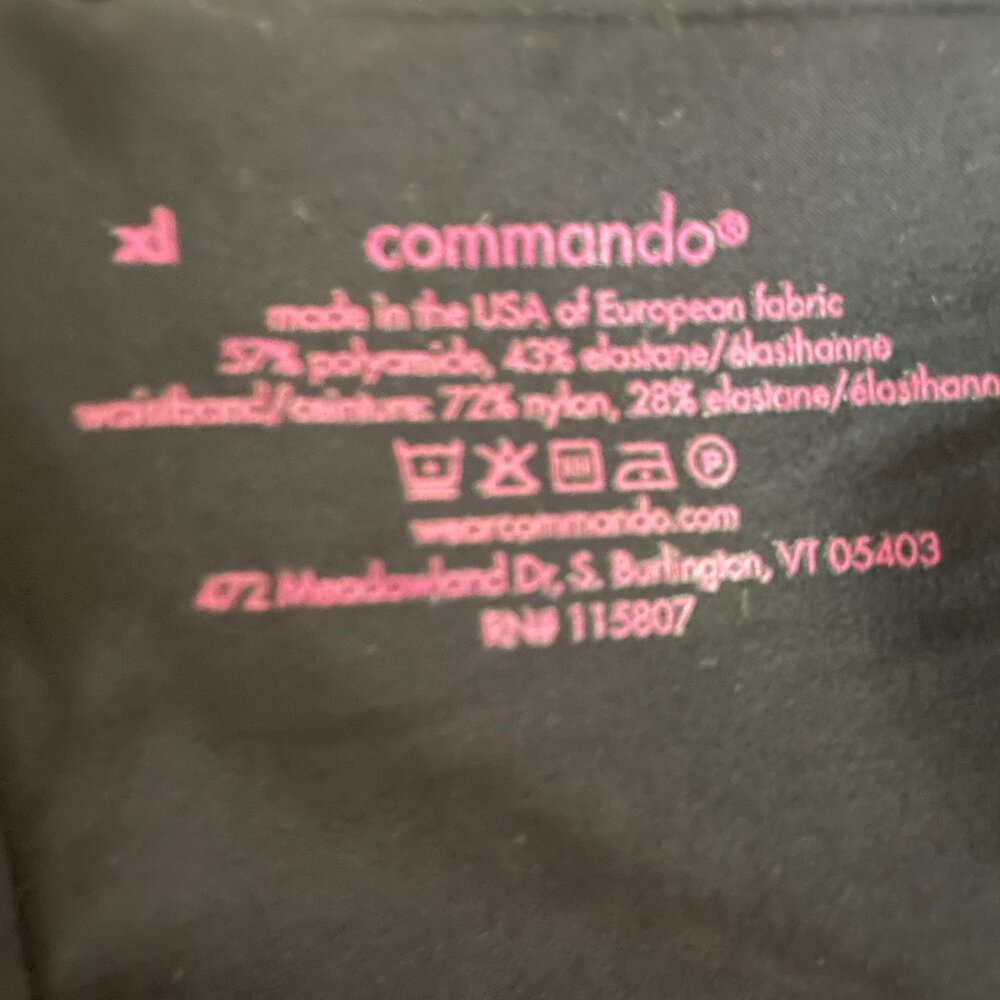 xl commando®
made in the USA of European fabric
57% polyamide, 43% elastane/élasthanne
waistband/ceinture: 72% nylon, 28% elastane/élasthann
P
wearcommando.com
472 Meadowland Dr, S. Burlington, VT 05403
RN# 115807